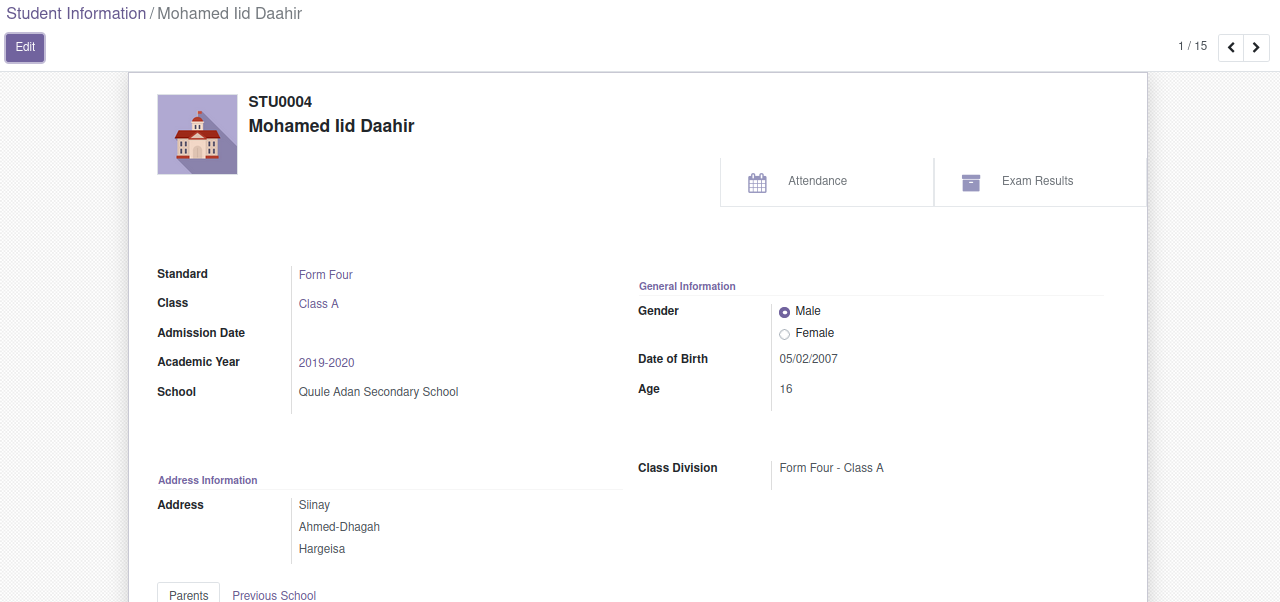 Student Information / Mohamed Iid Daahir
Edit
1 / 15
STU0004
Mohamed Iid Daahir
Attendance
Exam Results
Standard
Form Four
Class
Class A
Admission Date
Academic Year
2019-2020
School
Quule Adan Secondary School
General Information
Gender
Male
Female
Date of Birth
05/02/2007
Age
16
Class Division
Form Four - Class A
Address Information
Address
Siinay
Ahmed-Dhagah
Hargeisa
Parents
Previous School